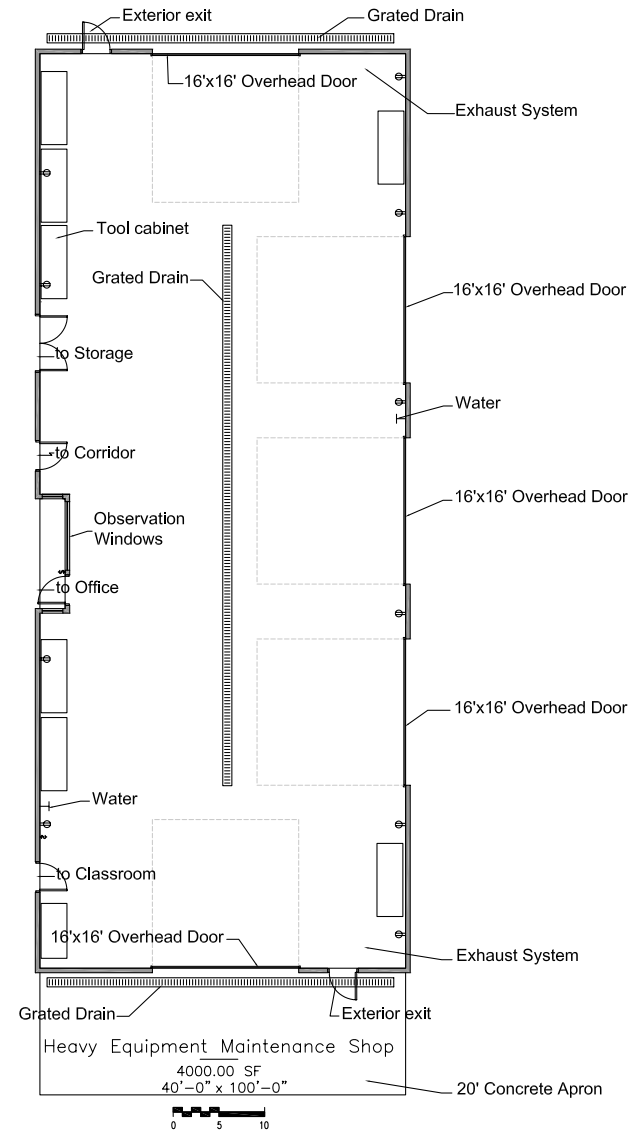 Exterior exit
Grated Drain
16'x16' Overhead Door
Exhaust System
Tool cabinet
Grated Drain
16'x16' Overhead Door
to Storage
Water
to Corridor
16'x16' Overhead Door
Observation
Windows
to Office
16'x16' Overhead Door
Water
to Classroom
16'x16' Overhead Door
Exhaust System
Grated Drain
Exterior exit
Heavy Equipment Maintenance Shop
4000.00 SF
40'-0" x 100'-0"
20' Concrete Apron
0 5 10